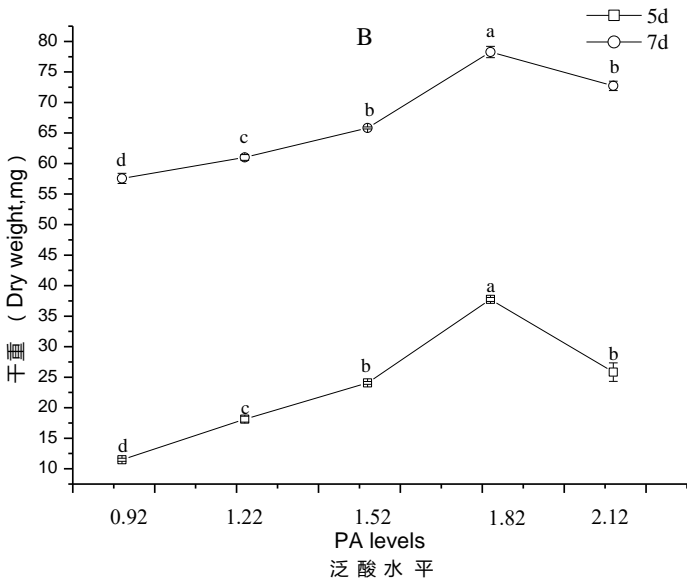 5d
7d
B
80
75
70
65
60
55
50
45
40
35
30
25
20
15
10
干重 ( Dry weight,mg )
d
c
b
a
b
d
c
b
a
b
0.92 1.22 1.52 1.82 2.12
PA levels
泛酸水平